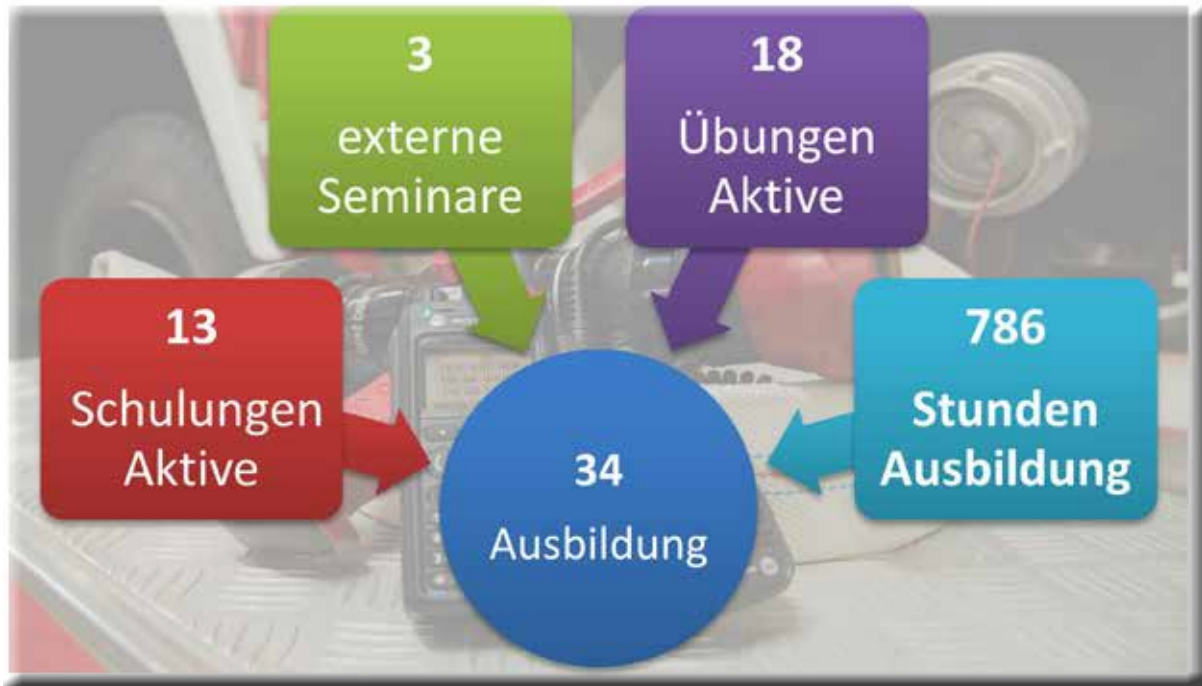 3
externe
Seminare
18
Übungen
Aktive
13
Schulungen
Aktive
786
Stunden
Ausbildung
34
Ausbildung